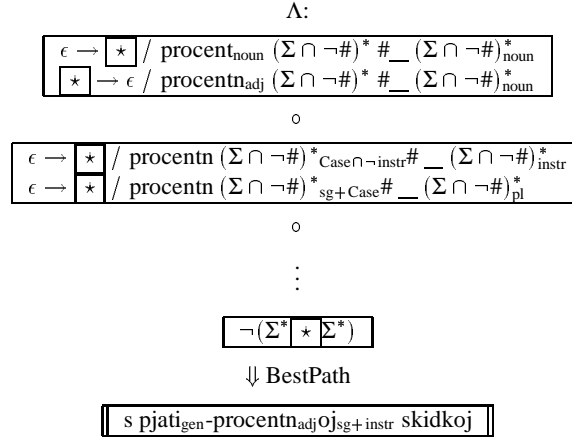 Λ:
ϵ → ⋆ / procent_noun (Σ ∩ ¬#)* #__ (Σ ∩ ¬#)*_noun
⋆ → ϵ / procentn_adj (Σ ∩ ¬#)* #__ (Σ ∩ ¬#)*_noun
∘
ϵ → ⋆ / procentn (Σ ∩ ¬#)*_Case∩¬instr# __ (Σ ∩ ¬#)*_instr
ϵ → ⋆ / procentn (Σ ∩ ¬#)*_sg+Case# __ (Σ ∩ ¬#)*_pl
∘
⋮
¬(Σ* ⋆ Σ*)
⇓ BestPath
s pjati_gen-procentn_adj oj_sg+instr skidkoj